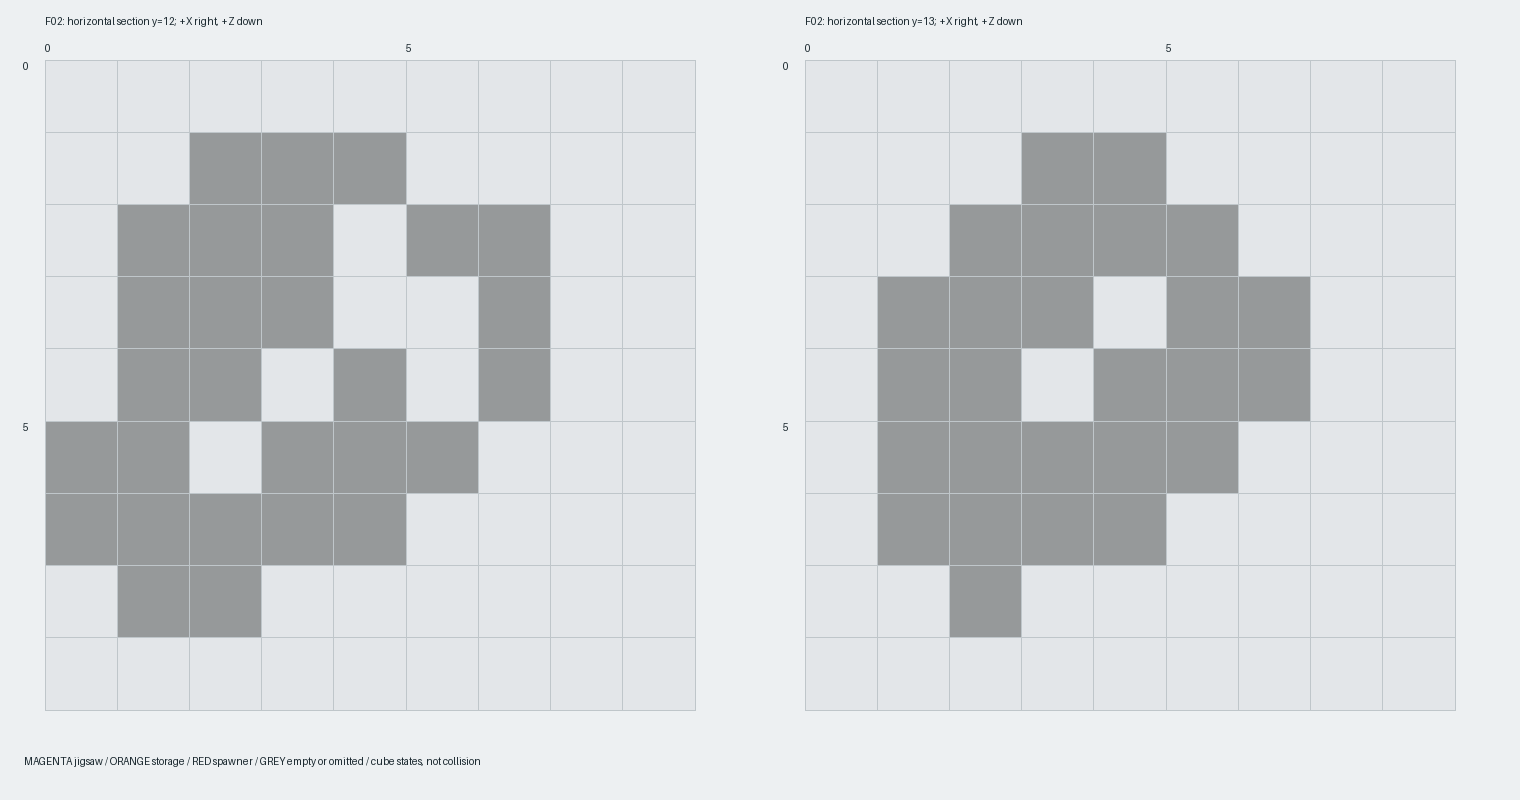 F02: horizontal section y=12; +X right, +Z down
F02: horizontal section y=13; +X right, +Z down
0 5
0 5
0
5
0
5
MAGENTA jigsaw / ORANGE storage / RED spawner / GREY empty or omitted / cube states, not collision